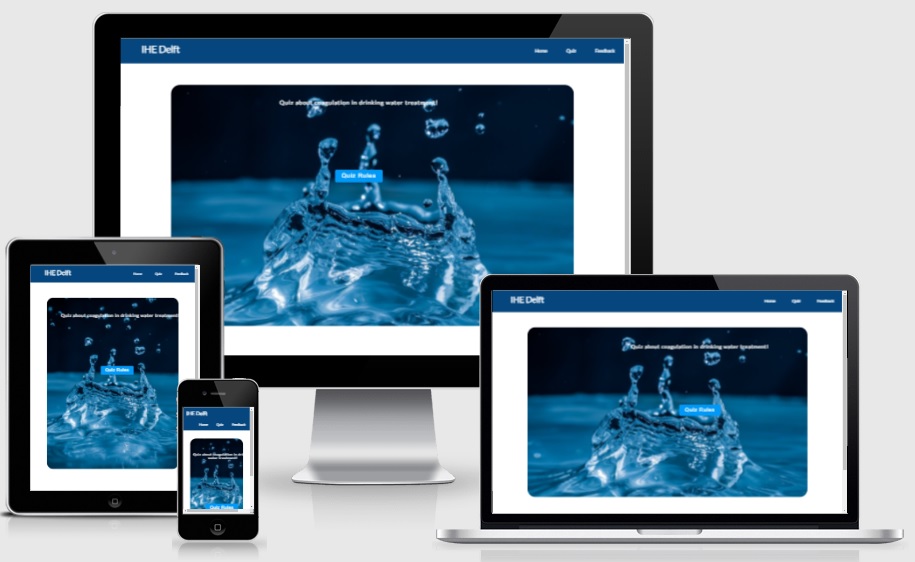 IHE Delft
Home Quiz Feedback
Quiz about coagulation in drinking water treatment!
Quiz Rules
IHE Delft
Home Quiz Feedback
Quiz about coagulation in drinking water treatment!
Quiz Rules
IHE Delft
Home Quiz Feedback
Quiz about coagulation in drinking water treatment!
Quiz Rules
IHE Delft
Home Quiz Feedback
Quiz about coagulation in dri
water treatment!
Quiz Rules